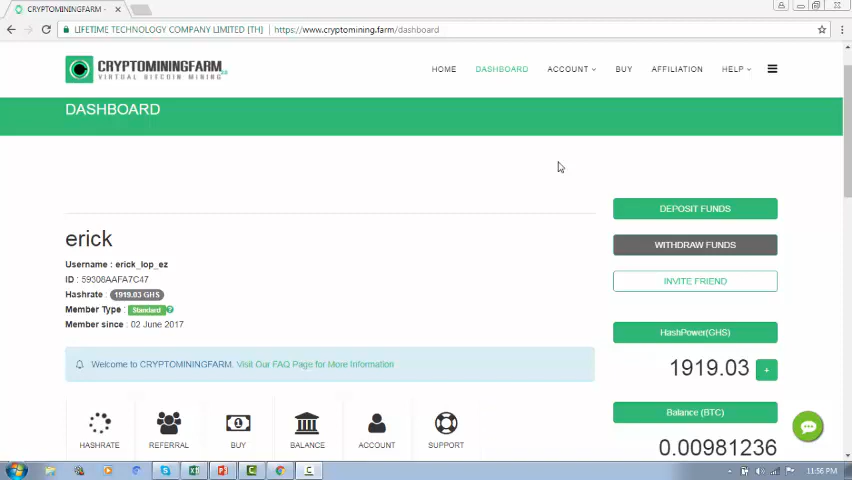 CRYPTOMININGFARM -
LIFETIME TECHNOLOGY COMPANY LIMITED [TH] https://www.cryptomining.farm/dashboard
CRYPTOMININGFARM
VIRTUAL BITCOIN MINING
HOME DASHBOARD ACCOUNT BUY AFFILIATION HELP
DASHBOARD
DEPOSIT FUNDS
erick
WITHDRAW FUNDS
Username : erick_lop_ez
ID : 59308AAFA7C47
INVITE FRIEND
Hashrate : 1919.03 GHS
Member Type : Standard ?
Member since : 02 June 2017
HashPower(GHS)
Welcome to CRYPTOMININGFARM. Visit Our FAQ Page for More Information
1919.03 +
Balance (BTC)
HASHRATE REFERRAL BUY BALANCE ACCOUNT SUPPORT
0.00981236
11:56 PM